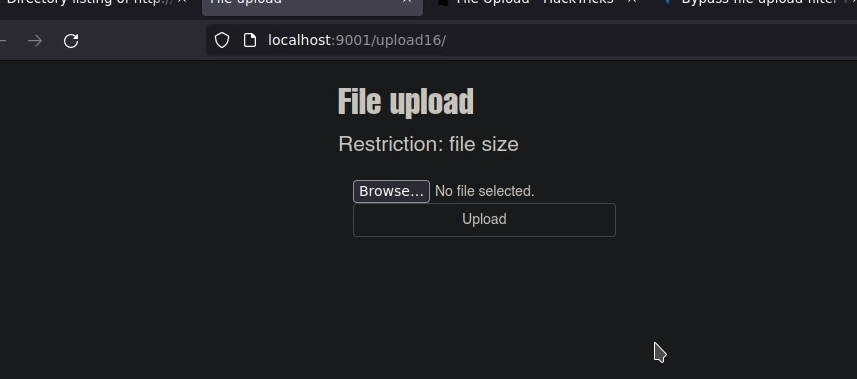 Directory listing of http:// File upload File Upload - HackTricks Bypass file upload filter
localhost:9001/upload16/
File upload
Restriction: file size
Browse... No file selected.
Upload